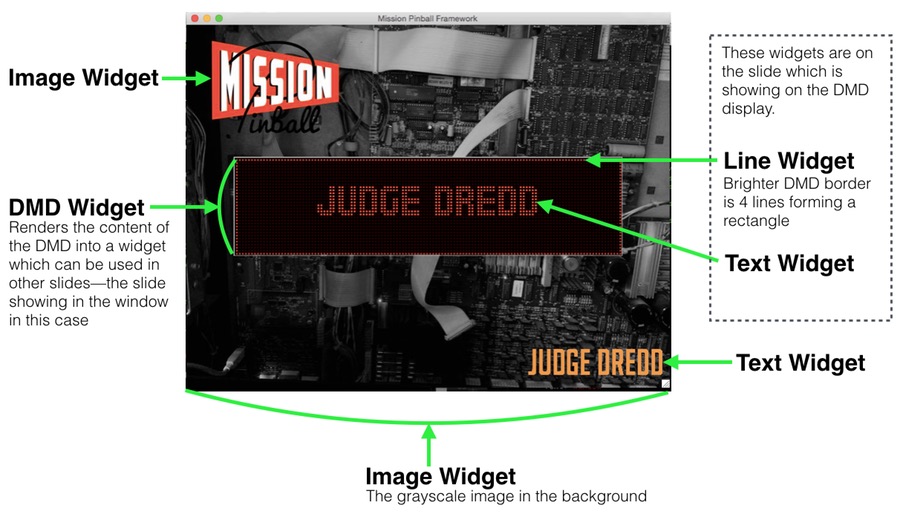 Mission Pinball Framework
Image Widget
MISSION
Pinball
These widgets are on
the slide which is
showing on the DMD
display.
Line Widget
Brighter DMD border
is 4 lines forming a
rectangle
DMD Widget
Renders the content of
the DMD into a widget
which can be used in
other slides—the slide
showing in the window
in this case
JUDGE DREDD
Text Widget
JUDGE DREDD
Text Widget
Image Widget
The grayscale image in the background